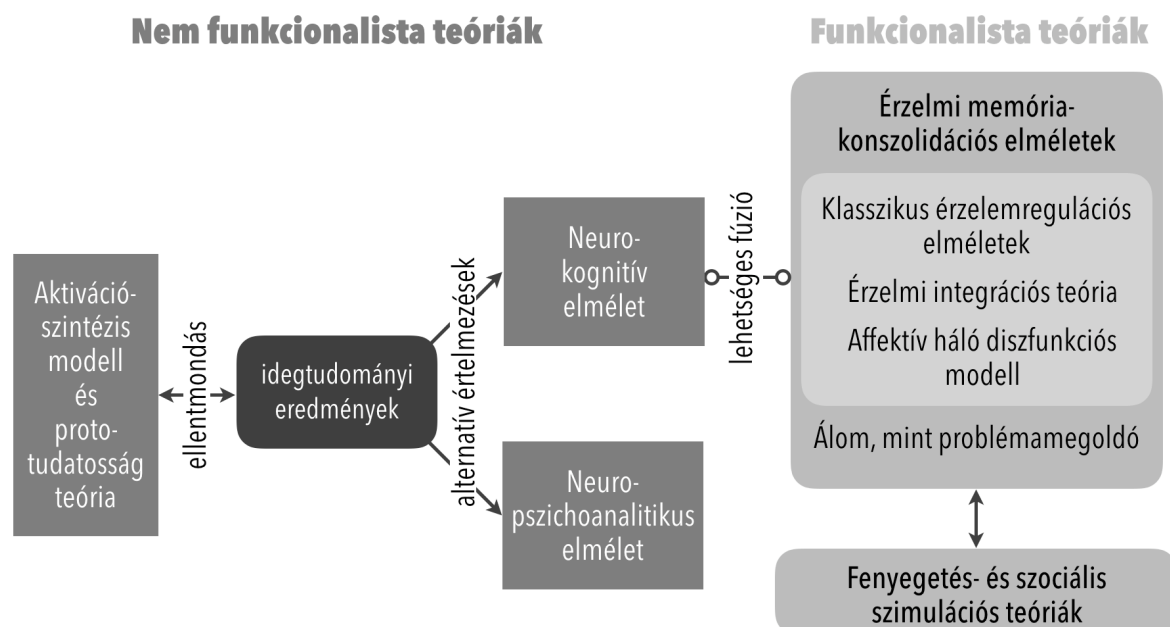 Nem funkcionalista teóriák
Funkcionalista teóriák
Aktiváció-
szintézis
modell
és
proto-
tudatosság
teória
ellentmondás
idegtudományi
eredmények
alternatív értelmezések
Neuro-
kognitív
elmélet
Neuro-
pszichoanalitikus
elmélet
lehetséges fúzió
Érzelmi memória-
konszolidációs elméletek
Klasszikus érzelemregulációs
elméletek
Érzelmi integrációs teória
Affektív háló diszfunkciós
modell
Álom, mint problémamegoldó
Fenyegetés- és szociális
szimulációs teóriák